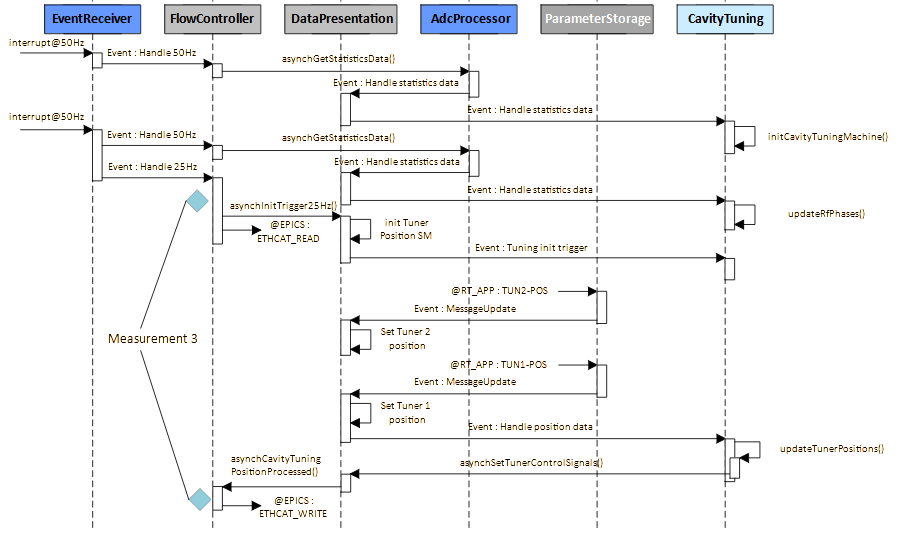 EventReceiver
FlowController
DataPresentation
AdcProcessor
ParameterStorage
CavityTuning
interrupt@50Hz
Event : Handle 50Hz
asynchGetStatisticsData()
Event : Handle statistics data
Event : Handle statistics data
interrupt@50Hz
initCavityTuningMachine()
Event : Handle 50Hz
asynchGetStatisticsData()
Event : Handle 25Hz
Event : Handle statistics data
Event : Handle statistics data
asynchInitTrigger25Hz()
updateRfPhases()
@EPICS :
ETHCAT_READ
init Tuner
Position SM
Event : Tuning init trigger
@RT_APP : TUN2-POS
Event : MessageUpdate
Measurement 3
Set Tuner 2
position
@RT_APP : TUN1-POS
Event : MessageUpdate
Set Tuner 1
position
Event : Handle position data
updateTunerPositions()
asynchCavityTuning
PositionProcessed()
asynchSetTunerControlSignals()
@EPICS :
ETHCAT_WRITE